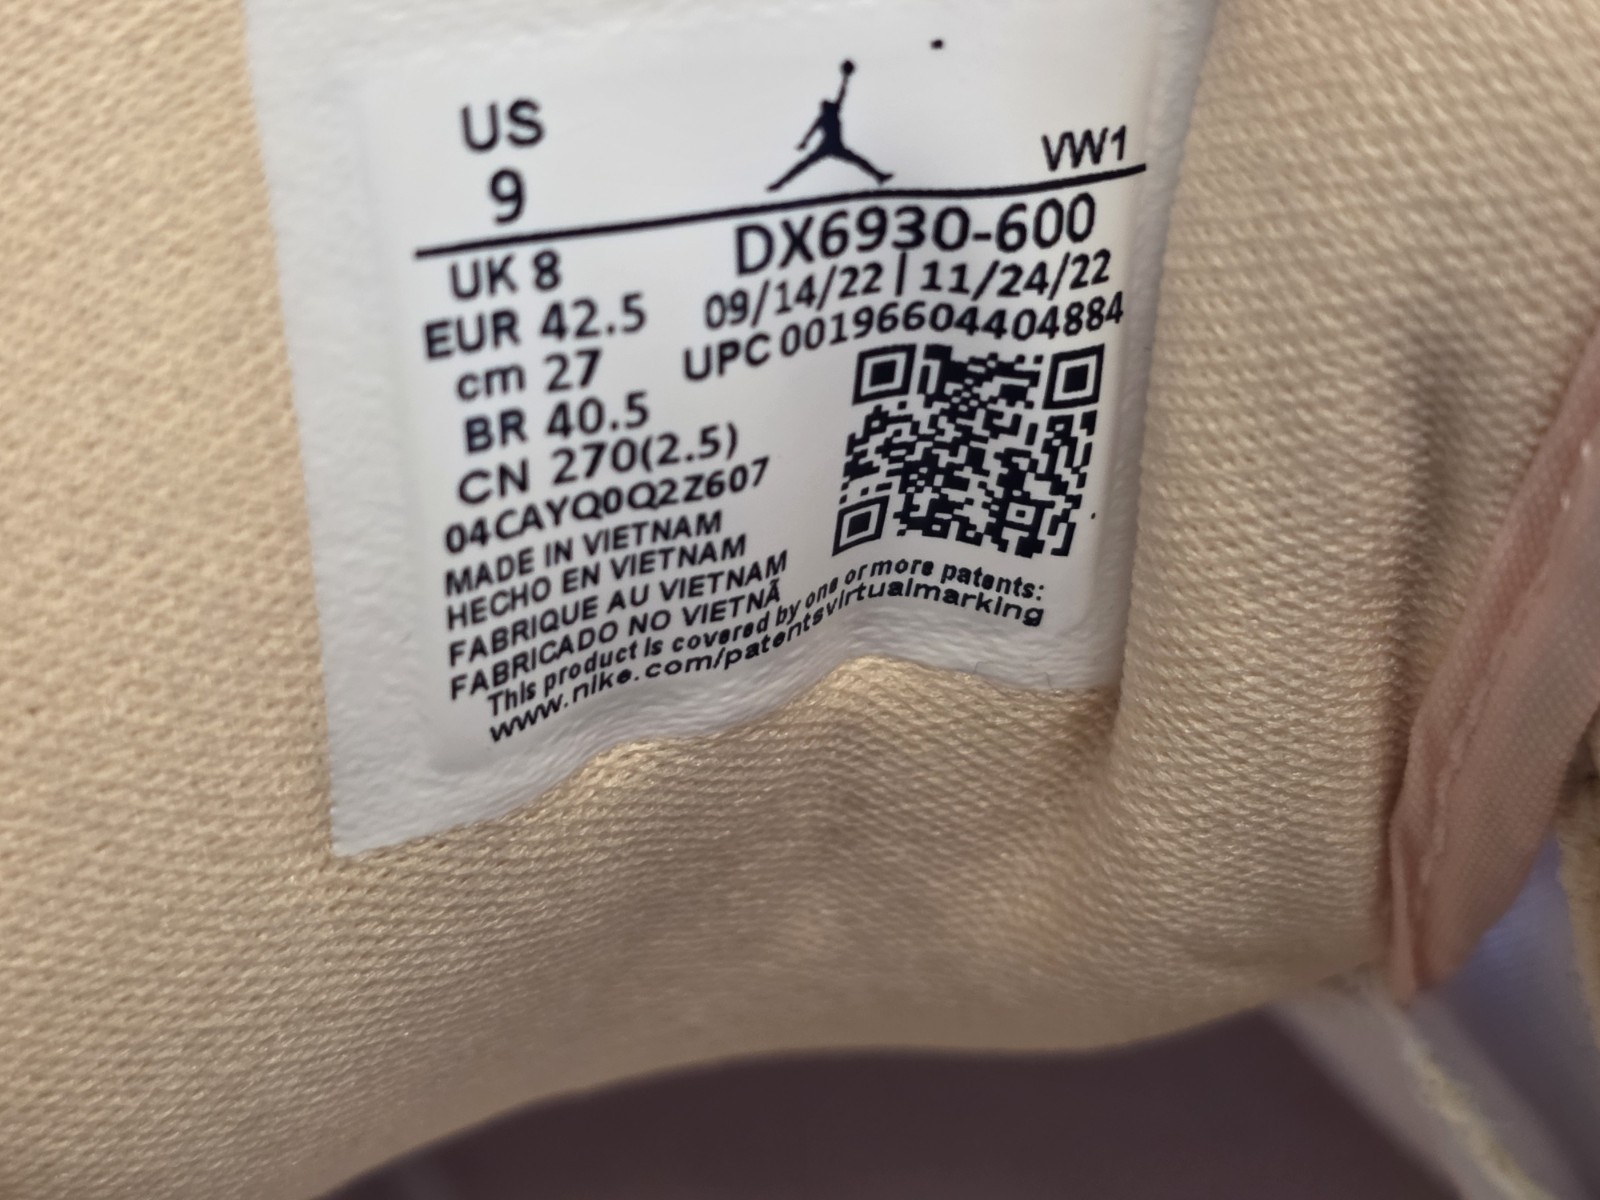 US
9
VW1
UK 8
EUR 42.5
cm 27
BR 40.5
CN 270(2.5)
DX6930-600
09/14/22 | 11/24/22
UPC 00196604404884
04CAYQ0Q2Z607
MADE IN VIETNAM
HECHO EN VIETNAM
FABRIQUE AU VIETNAM
FABRICADO NO VIETNÃ
This product is covered by one or more patents:
www.nike.com/patentsvirtualmarking